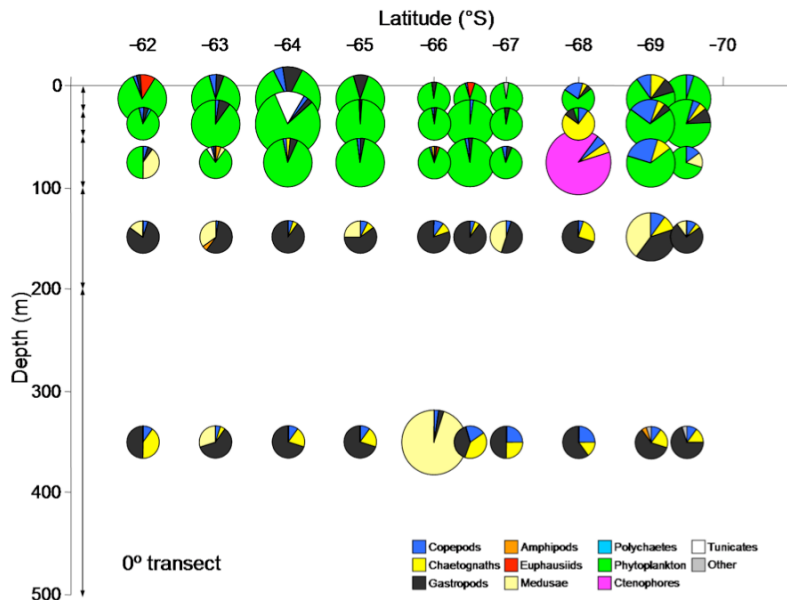 Latitude (°S)
-62 -63 -64 -65 -66 -67 -68 -69 -70
0
100
200
300
400
500
Depth (m)
0º transect
Copepods Amphipods Polychaetes Tunicates
Chaetognaths Euphausiids Phytoplankton Other
Gastropods Medusae Ctenophores